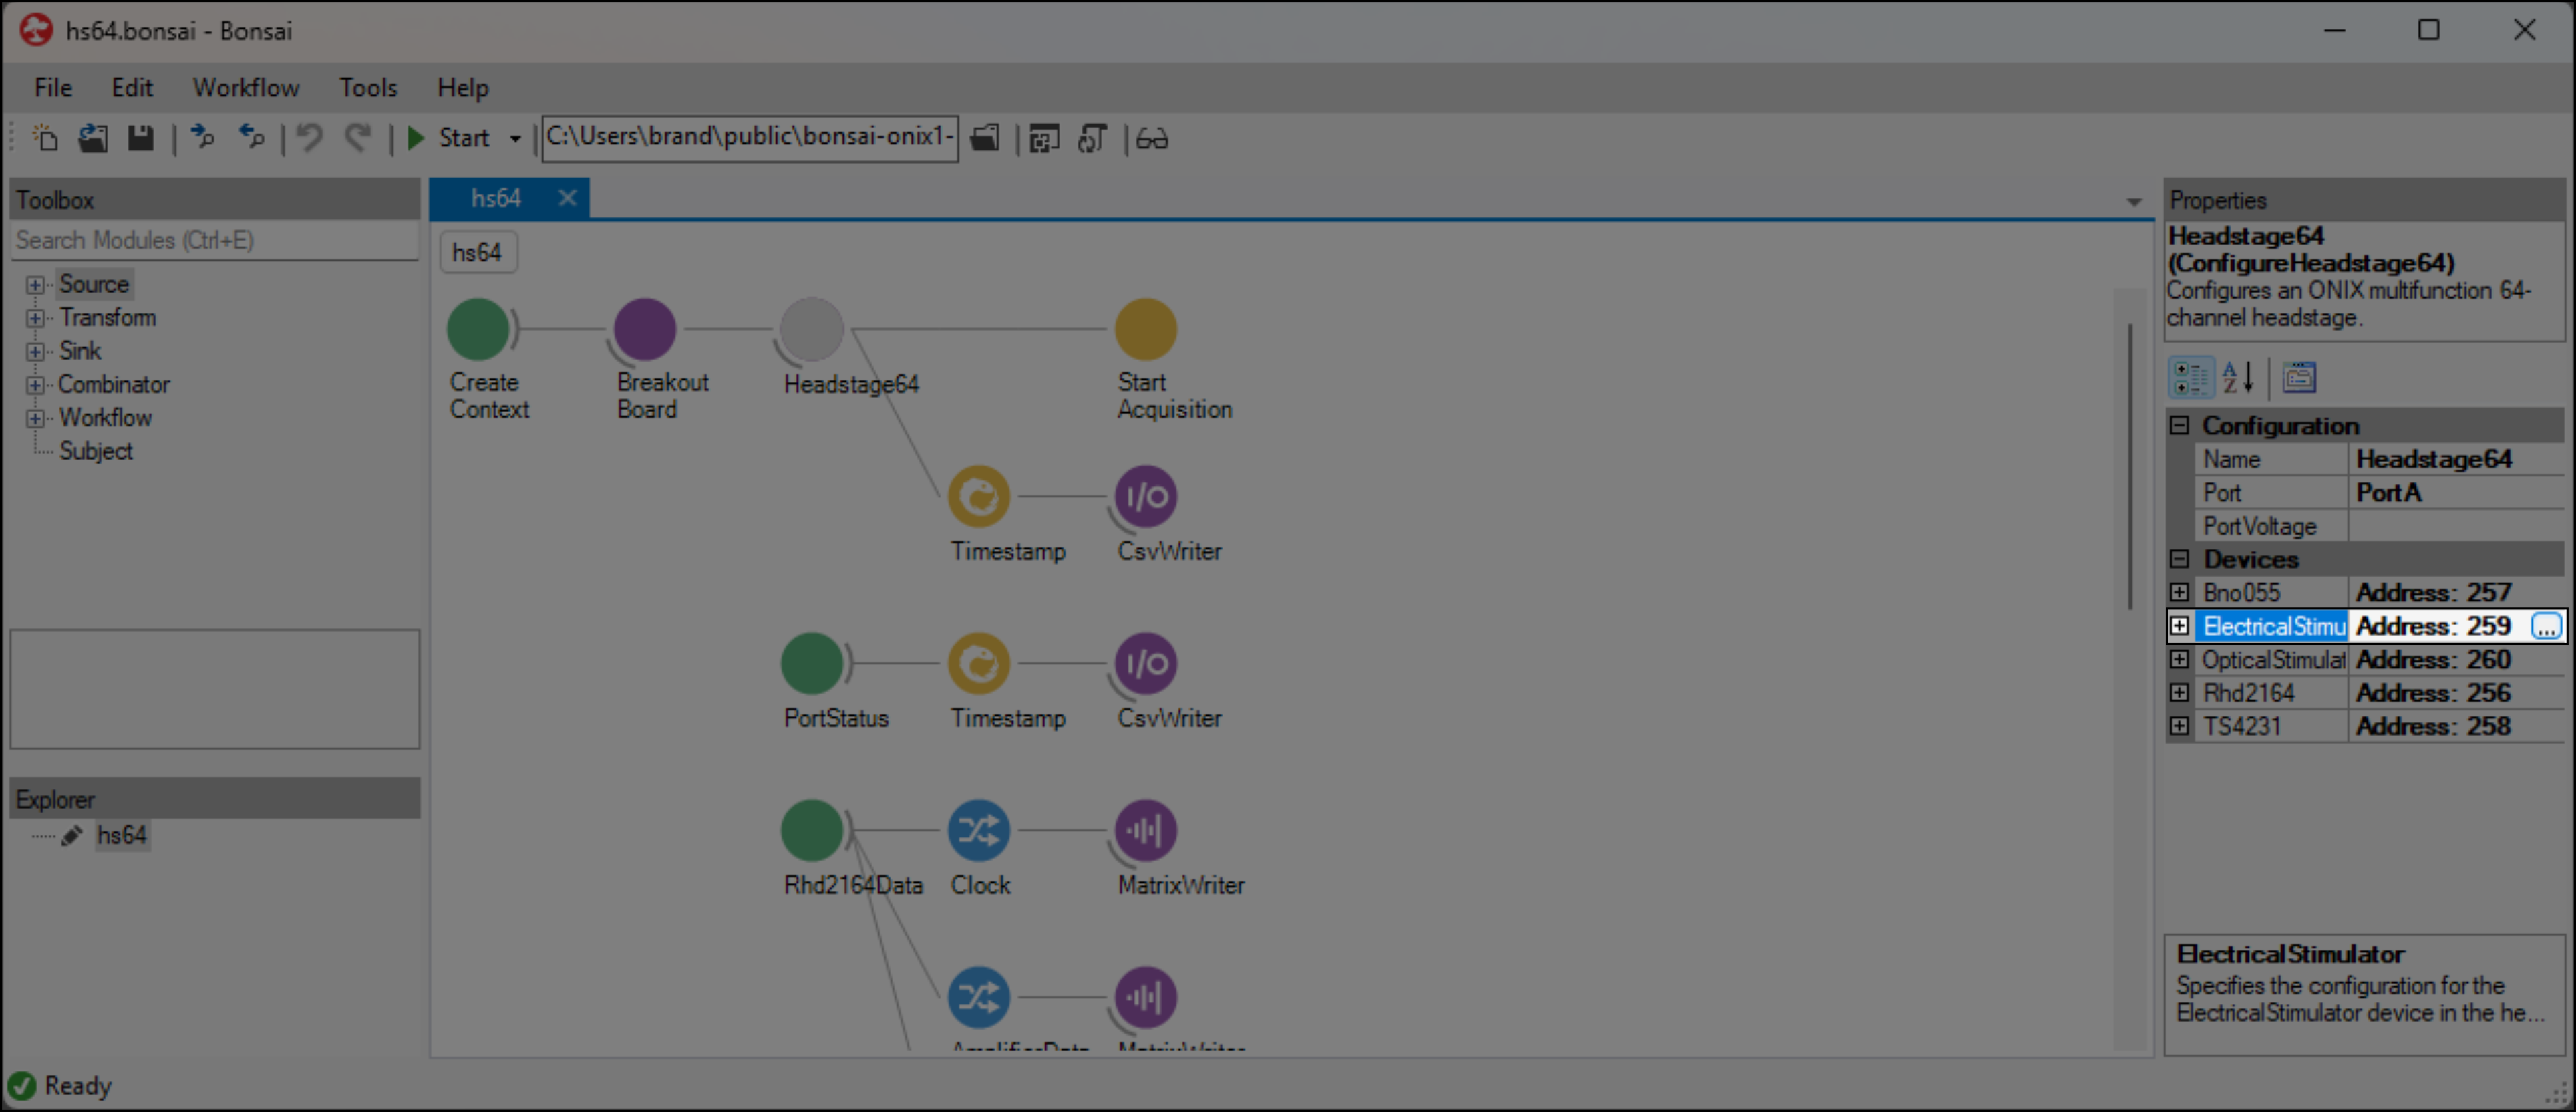 hs64.bonsai - Bonsai
File Edit Workflow Tools Help
Start C:\Users\brand\public\bonsai-onix1-
Toolbox
Search Modules (Ctrl+E)
Source
Transform
Sink
Combinator
Workflow
Subject
Explorer
hs64
hs64
hs64
Create
Context
Breakout
Board
Headstage64
Start
Acquisition
Timestamp
CsvWriter
PortStatus
Timestamp
CsvWriter
I/O
I/O
Rhd2164Data
Clock
MatrixWriter
AmplifierData
MatrixWriter
Properties
Headstage64
(ConfigureHeadstage64)
Configures an ONIX multifunction 64-
channel headstage.
A
Z
Configuration
Name Headstage64
Port PortA
PortVoltage
Devices
Bno055 Address: 257
ElectricalStimu Address: 259 ...
OpticalStimulat Address: 260
Rhd2164 Address: 256
TS4231 Address: 258
ElectricalStimulator
Specifies the configuration for the
ElectricalStimulator device in the he...
Ready